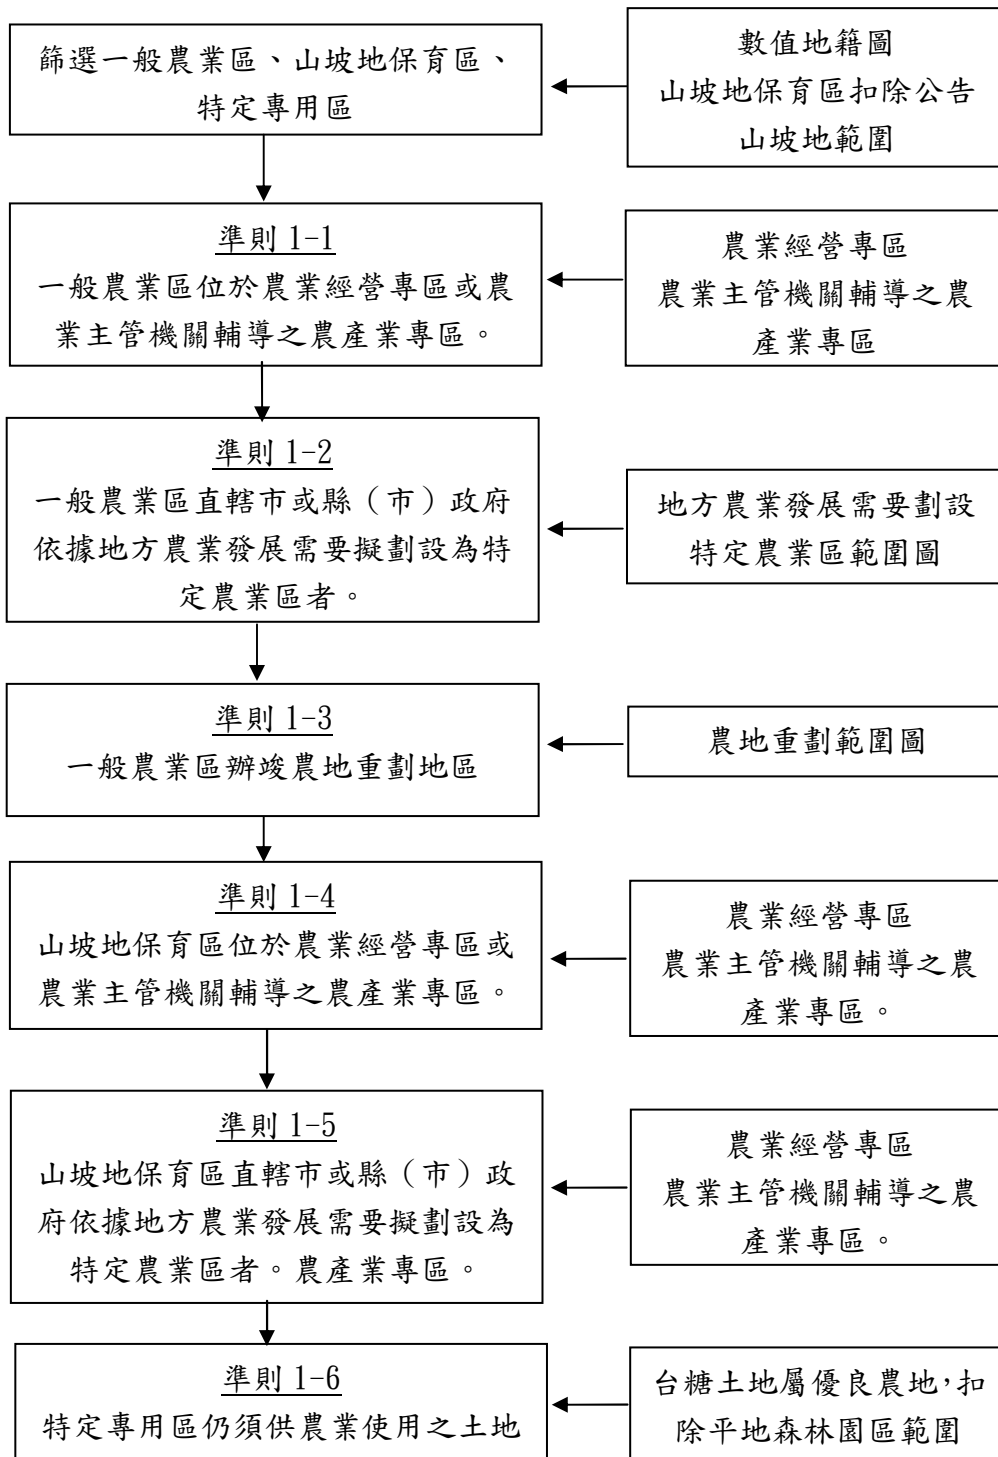 篩選一般農業區、山坡地保育區、
特定專用區
數值地籍圖
山坡地保育區扣除公告
山坡地範圍
準則 1-1
一般農業區位於農業經營專區或農
業主管機關輔導之農產業專區。
農業經營專區
農業主管機關輔導之農
產業專區
準則 1-2
一般農業區直轄市或縣（市）政府
依據地方農業發展需要擬劃設為特
定農業區者。
地方農業發展需要劃設
特定農業區範圍圖
準則 1-3
一般農業區辦竣農地重劃地區
農地重劃範圍圖
準則 1-4
山坡地保育區位於農業經營專區或
農業主管機關輔導之農產業專區。
農業經營專區
農業主管機關輔導之農
產業專區。
準則 1-5
山坡地保育區直轄市或縣（市）政
府依據地方農業發展需要擬劃設為
特定農業區者。農產業專區。
農業經營專區
農業主管機關輔導之農
產業專區。
準則 1-6
特定專用區仍須供農業使用之土地
台糖土地屬優良農地，扣
除平地森林園區範圍